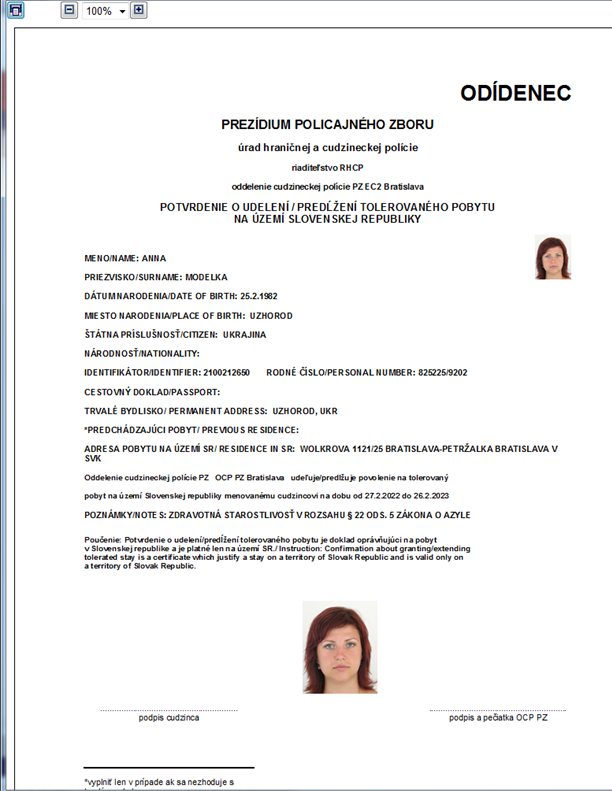 100%
ODÍDENEC
PREZÍDIUM POLICAJNÉHO ZBORU
úrad hraničnej a cudzineckej polície
riaditeľstvo RHCP
oddelenie cudzineckej polície PZ EC2 Bratislava
POTVRDENIE O UDELENÍ / PREDĹŽENÍ TOLEROVANÉHO POBYTU
NA ÚZEMÍ SLOVENSKEJ REPUBLIKY
MENO/NAME: ANNA
PRIEZVISKO/SURNAME: MODELKA
DÁTUM NARODENIA/DATE OF BIRTH: 25.2.1982
MIESTO NARODENIA/PLACE OF BIRTH: UZHOROD
ŠTÁTNA PRÍSLUŠNOSŤ/CITIZEN: UKRAJINA
NÁRODNOSŤ/NATIONALITY:
IDENTIFIKÁTOR/IDENTIFIER: 2100212650 RODNÉ ČÍSLO/PERSONAL NUMBER: 825225/9202
CESTOVNÝ DOKLAD/PASSPORT:
TRVALÉ BYDLISKO/ PERMANENT ADDRESS: UZHOROD, UKR
*PREDCHÁDZAJÚCI POBYT/ PREVIOUS RESIDENCE:
ADRESA POBYTU NA ÚZEMÍ SR/ RESIDENCE IN SR: WOLKROVA 1121/25 BRATISLAVA-PETRŽALKA BRATISLAVA V
SVK
Oddelenie cudzineckej polície PZ OCP PZ Bratislava udeľuje/predlžuje povolenie na tolerovaný
pobyt na území Slovenskej republiky menovanému cudzincovi na dobu od 27.2.2022 do 26.2.2023
POZNÁMKY/NOTES: ZDRAVOTNÁ STAROSTLIVOSŤ V ROZSAHU § 22 ODS. 5 ZÁKONA O AZYLE
Poučenie: Potvrdenie o udelení/predĺžení tolerovaného pobytu je doklad oprávňujúci na pobyt
v Slovenskej republike a je platné len na území SR./ Instruction: Confirmation about granting/extending
tolerated stay is a certificate which justify a stay on a territory of Slovak Republic and is valid only on
a territory of Slovak Republic.
podpis cudzinca
podpis a pečiatka OCP PZ
*vyplniť len v prípade ak sa nezhoduje s